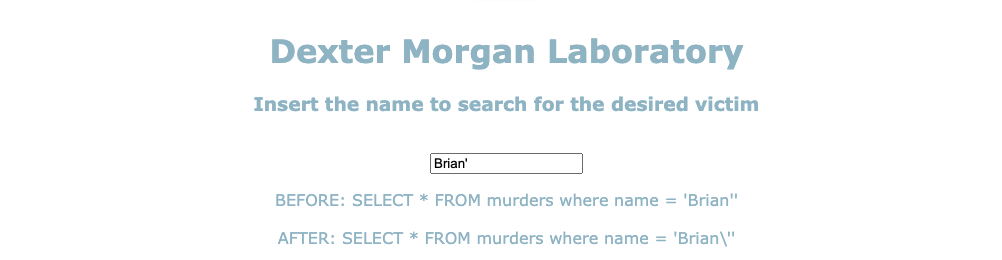 Dexter Morgan Laboratory
Insert the name to search for the desired victim
Brian'
BEFORE: SELECT * FROM murders where name = 'Brian''
AFTER: SELECT * FROM murders where name = 'Brian\''